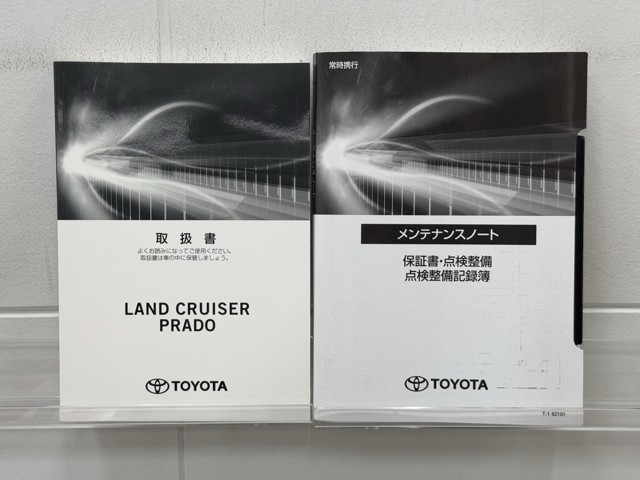 取扱書
よくお読みになってご使用ください。
取扱書は車の中に保管しましょう。
LAND CRUISER
PRADO
TOYOTA
常時携行
メンテナンスノート
保証書・点検整備
点検整備記録簿
TOYOTA
T-1 62101